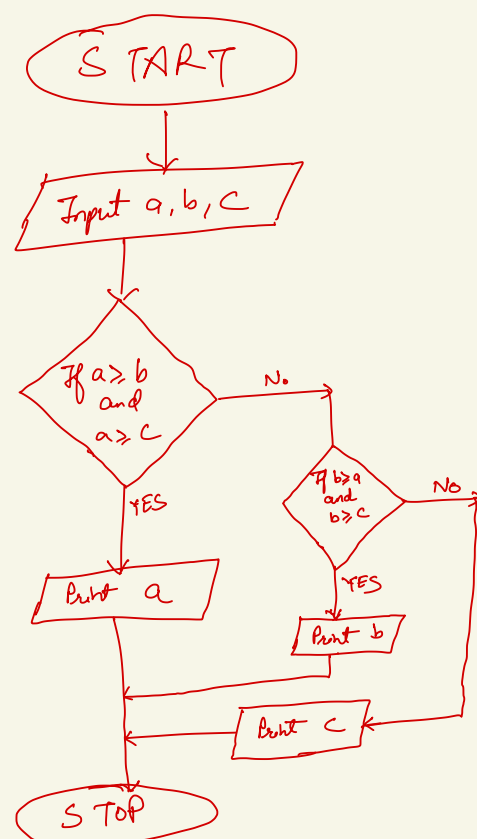 START
Input a, b, c
If a ≥ b
and
a ≥ c
No
If b ≥ a
and
b ≥ c
No
YES
YES
Print a
Print b
Print c
STOP